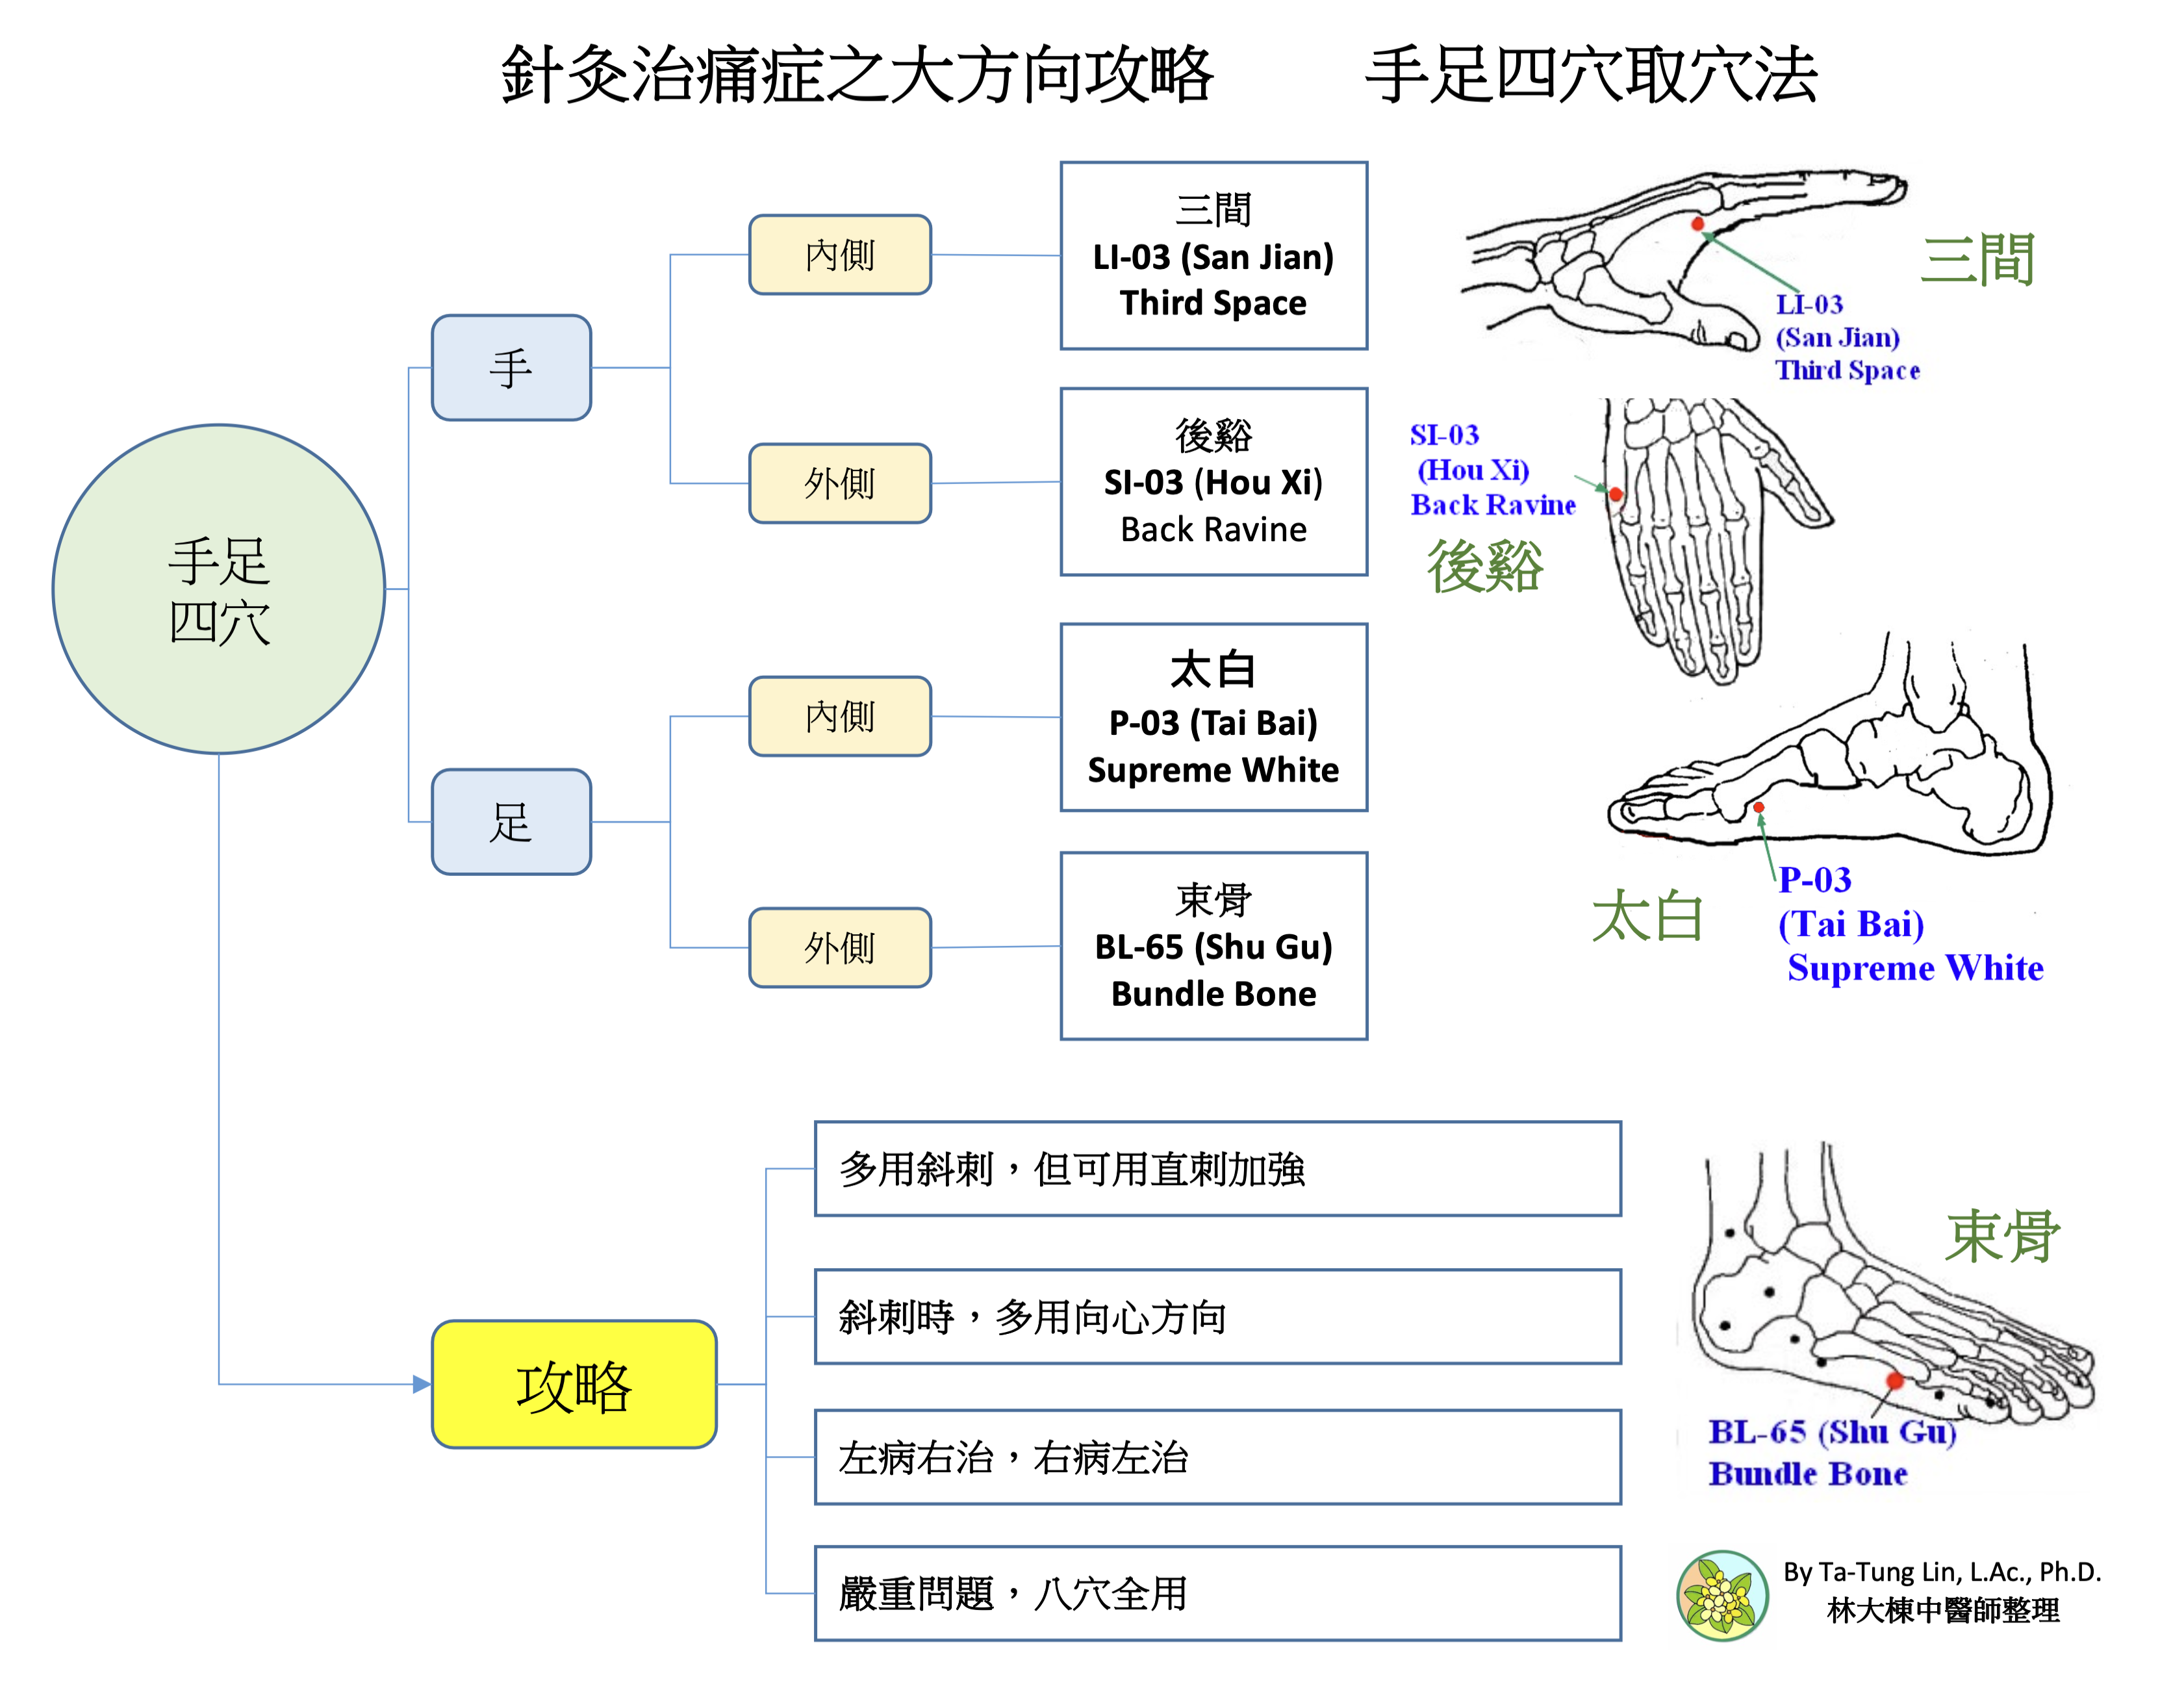 針灸治痛症之大方向攻略 手足四穴取穴法
手足
四穴
手
內側
三間
LI-03 (San Jian)
Third Space
外側
後谿
SI-03 (Hou Xi)
Back Ravine
足
內側
太白
P-03 (Tai Bai)
Supreme White
外側
束骨
BL-65 (Shu Gu)
Bundle Bone
三間
LI-03
(San Jian)
Third Space
SI-03
(Hou Xi)
Back Ravine
後谿
太白
P-03
(Tai Bai)
Supreme White
束骨
BL-65 (Shu Gu)
Bundle Bone
攻略
多用斜刺，但可用直刺加強
斜刺時，多用向心方向
左病右治，右病左治
嚴重問題，八穴全用
By Ta-Tung Lin, L.Ac., Ph.D.
林大棟中醫師整理